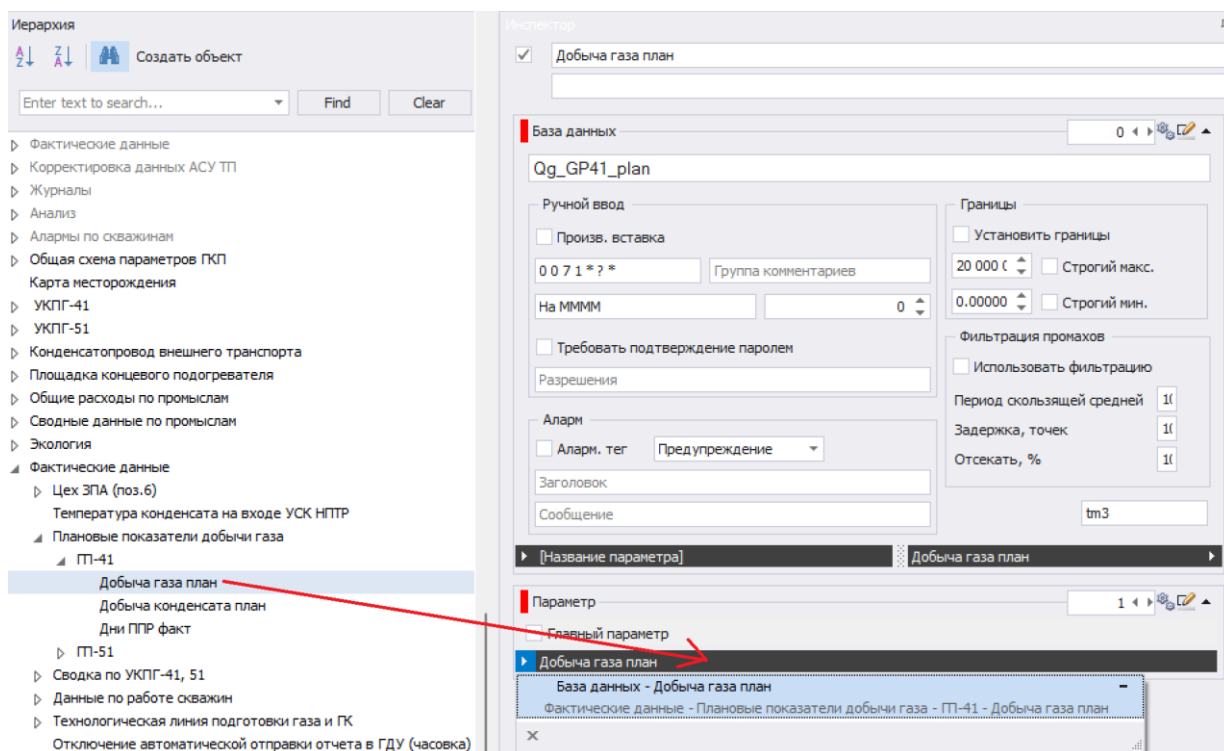 Иерархия
Создать объект
Enter text to search...
Find
Clear
Фактические данные
Корректировка данных АСУ ТП
Журналы
Анализ
Алармы по скважинам
Общая схема параметров ГКП
Карта месторождения
УКПГ-41
УКПГ-51
Конденсатопровод внешнего транспорта
Площадка концевого подогревателя
Общие расходы по промыслам
Сводные данные по промыслам
Экология
Фактические данные
Цех ЗПА (поз.6)
Температура конденсата на входе УСК НПТР
Плановые показатели добычи газа
ГП-41
Добыча газа план
Добыча конденсата план
Дни ППР факт
ГП-51
Сводка по УКПГ-41, 51
Данные по работе скважин
Технологическая линия подготовки газа и ГК
Отключение автоматической отправки отчета в ГДУ (часовка)
Инспектор
Добыча газа план
База данных
0
Qg_GP41_plan
Ручной ввод
Произв. вставка
0 0 7 1 * ? *
Группа комментариев
На ММММ
0
Требовать подтверждение паролем
Разрешения
Аларм
Аларм. тег
Предупреждение
Заголовок
Сообщение
Границы
Установить границы
20 000 (
Строгий макс.
0.00000
Строгий мин.
Фильтрация промахов
Использовать фильтрацию
Период скользящей средней
Задержка, точек
Отсекать, %
tm3
[Название параметра]
Добыча газа план
Параметр
1
Главный параметр
Добыча газа план
База данных - Добыча газа план
Фактические данные - Плановые показатели добычи газа - ГП-41 - Добыча газа план